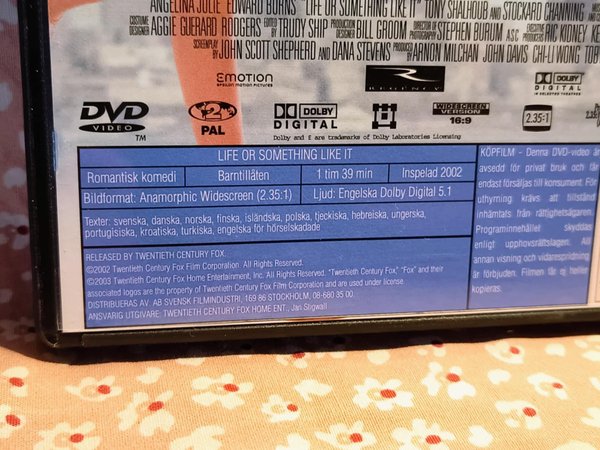 ANGELINA JOLIE EDWARD BURNS "LIFE OR SOMETHING LIKE IT" TONY SHALHOUB AND STOCKARD CHANNING
COSTUME DESIGNER AGGIE GUERARD RODGERS EDITED BY TRUDY SHIP PRODUCTION DESIGNER BILL GROOM DIRECTOR OF PHOTOGRAPHY STEPHEN BURUM A.S.C. PRODUCERS RIC KIDNEY
SCREENPLAY BY JOHN SCOTT SHEPHERD AND DANA STEVENS PRODUCED BY ARNON MILCHAN JOHN DAVIS CHI-LI WONG
EMOTION
EPSILON MOTION PICTURES
REGENCY
DOLBY
DIGITAL
IN SELECTED THEATRES
DVD
VIDEO
TM
2
PAL
DOLBY
DIGITAL
WIDESCREEN
VERSION
16:9
2.35:1
Dolby and D are trademarks of Dolby Laboratories Licensing
LIFE OR SOMETHING LIKE IT
Romantisk komedi Barntillåten 1 tim 39 min Inspelad 2002
Bildformat: Anamorphic Widescreen (2.35:1) Ljud: Engelska Dolby Digital 5.1
Texter: svenska, danska, norska, finska, isländska, polska, tjeckiska, hebreiska, ungerska,
portugisiska, kroatiska, turkiska, engelska för hörselskadade
RELEASED BY TWENTIETH CENTURY FOX.
©2002 Twentieth Century Fox Film Corporation. All Rights Reserved.
©2003 Twentieth Century Fox Home Entertainment, Inc. All Rights Reserved. "Twentieth Century Fox," "Fox" and their
associated logos are the property of Twentieth Century Fox Film Corporation and are used under license.
DISTRIBUERAS AV: AB SVENSK FILMINDUSTRI, 169 86 STOCKHOLM, 08-680 35 00.
ANSVARIG UTGIVARE: TWENTIETH CENTURY FOX HOME ENT., Jan Stigwall
KÖPFILM - Denna DVD-video är
avsedd för privat bruk och får
endast försäljas till konsument. För
uthyrning krävs att tillstånd
inhämtats från rättighetsägaren.
Programinnehållet skyddas
enligt upphovsrättslagen. All
annan visning och vidarespridning
är förbjuden. Filmen får ej heller
kopieras.